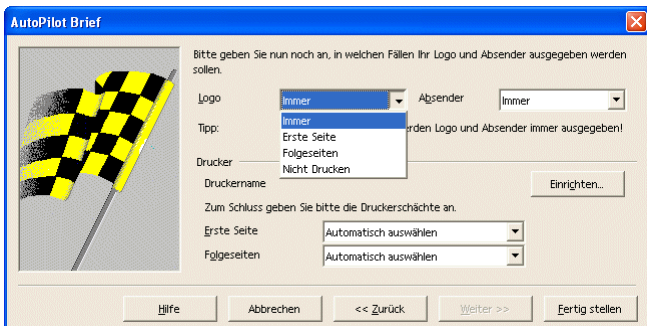 AutoPilot Brief
Bitte geben Sie nun noch an, in welchen Fällen Ihr Logo und Absender ausgegeben werden
sollen.
Logo Immer Absender Immer
Immer
Tipp: rden Logo und Absender immer ausgegeben!
Erste Seite
Folgeseiten
Nicht Drucken
Drucker
Druckername Einrichten...
Zum Schluss geben Sie bitte die Druckerschächte an.
Erste Seite Automatisch auswählen
Folgeseiten Automatisch auswählen
Hilfe Abbrechen << Zurück Weiter >> Fertig stellen